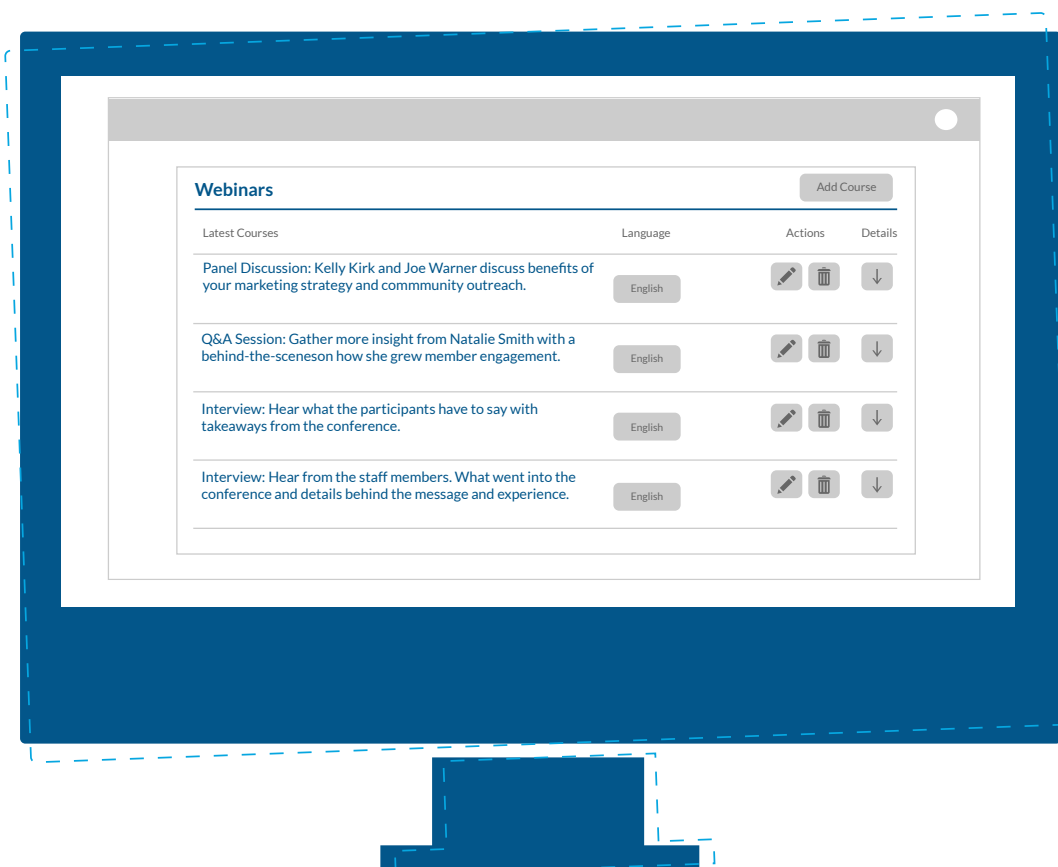 Webinars
Add Course
Latest Courses Language Actions Details
Panel Discussion: Kelly Kirk and Joe Warner discuss benefits of
your marketing strategy and commmunity outreach.
English
Q&A Session: Gather more insight from Natalie Smith with a
behind-the-sceneson how she grew member engagement.
English
Interview: Hear what the participants have to say with
takeaways from the conference.
English
Interview: Hear from the staff members. What went into the
conference and details behind the message and experience.
English